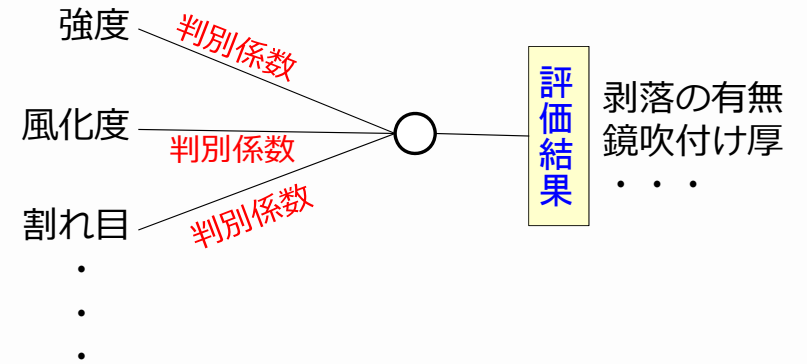 強度
判別係数
風化度
判別係数
割れ目
判別係数
・
・
・
評価結果
剥落の有無
鏡吹付け厚
・・・